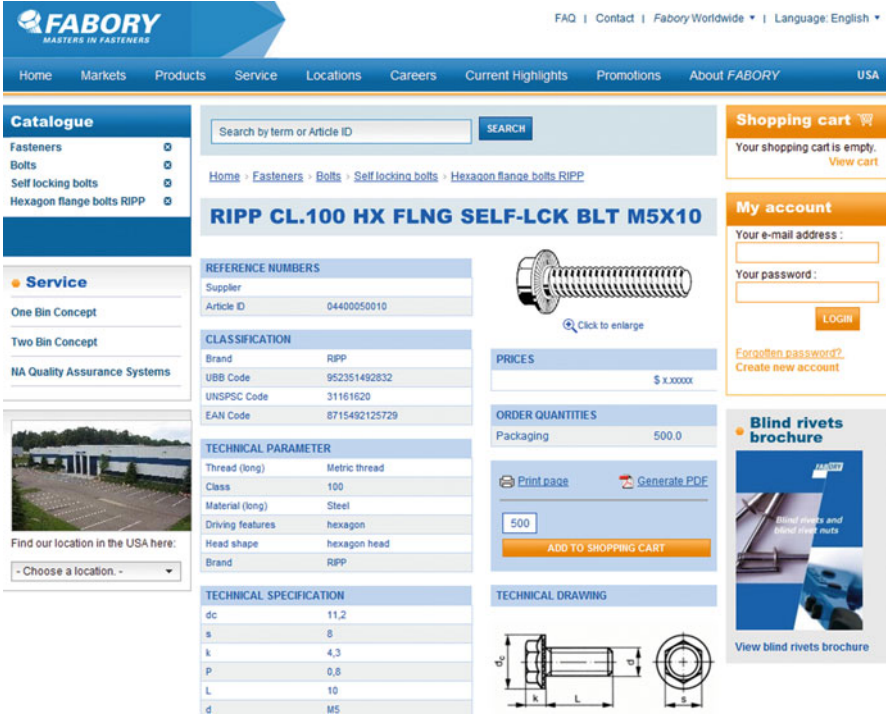 FABORY
MASTERS IN FASTENERS
FAQ | Contact | Fabory Worldwide ▾ | Language: English ▾
Home Markets Products Service Locations Careers Current Highlights Promotions About FABORY USA
Catalogue
Fasteners
Bolts
Self locking bolts
Hexagon flange bolts RIPP
Service
One Bin Concept
Two Bin Concept
NA Quality Assurance Systems
Find our location in the USA here:
- Choose a location. -
Search by term or Article ID SEARCH
Home › Fasteners › Bolts › Self locking bolts › Hexagon flange bolts RIPP
RIPP CL.100 HX FLNG SELF-LCK BLT M5X10
REFERENCE NUMBERS
Supplier
Article ID 04400050010
CLASSIFICATION
Brand RIPP
UBB Code 952351492832
UNSPSC Code 31161620
EAN Code 8715492125729
TECHNICAL PARAMETER
Thread (long) Metric thread
Class 100
Material (long) Steel
Driving features hexagon
Head shape hexagon head
Brand RIPP
TECHNICAL SPECIFICATION
dc 11,2
s 8
k 4,3
P 0,8
L 10
d M5
Click to enlarge
PRICES
$ x.xxxxx
ORDER QUANTITIES
Packaging 500.0
Print page Generate PDF
500
ADD TO SHOPPING CART
TECHNICAL DRAWING
dc d
k L s
Shopping cart
Your shopping cart is empty.
View cart
My account
Your e-mail address :
Your password :
LOGIN
Forgotten password?
Create new account
Blind rivets
brochure
FABORY
Blind rivets and
blind rivet nuts
View blind rivets brochure